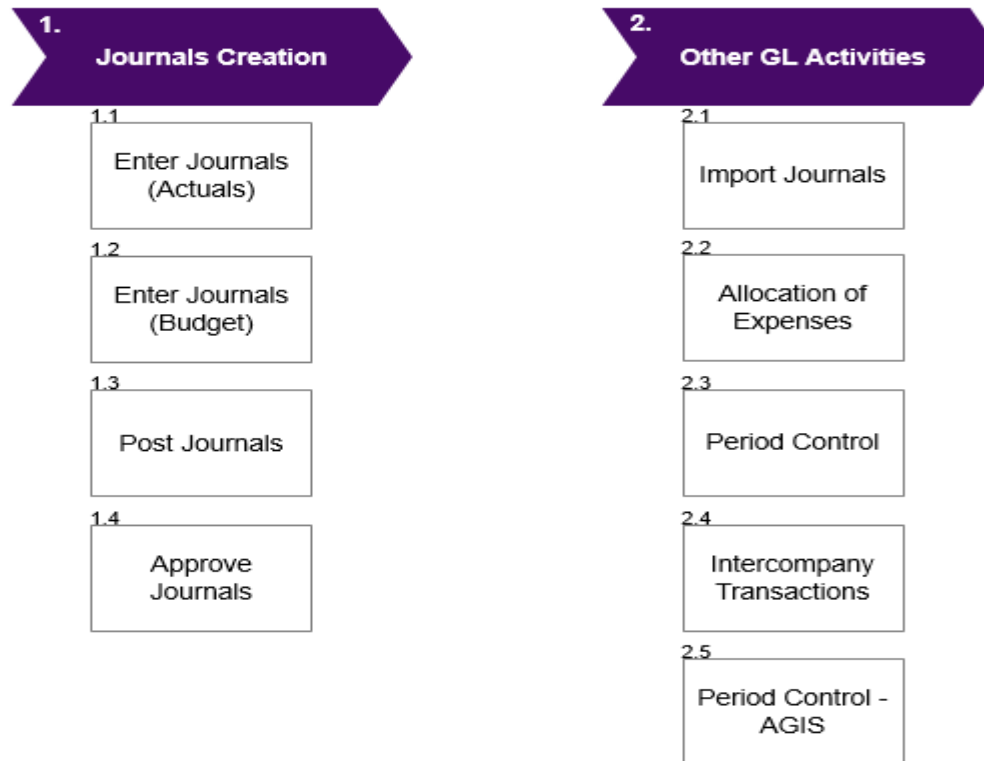 1.
Journals Creation
1.1
Enter Journals
(Actuals)
1.2
Enter Journals
(Budget)
1.3
Post Journals
1.4
Approve
Journals
2.
Other GL Activities
2.1
Import Journals
2.2
Allocation of
Expenses
2.3
Period Control
2.4
Intercompany
Transactions
2.5
Period Control -
AGIS